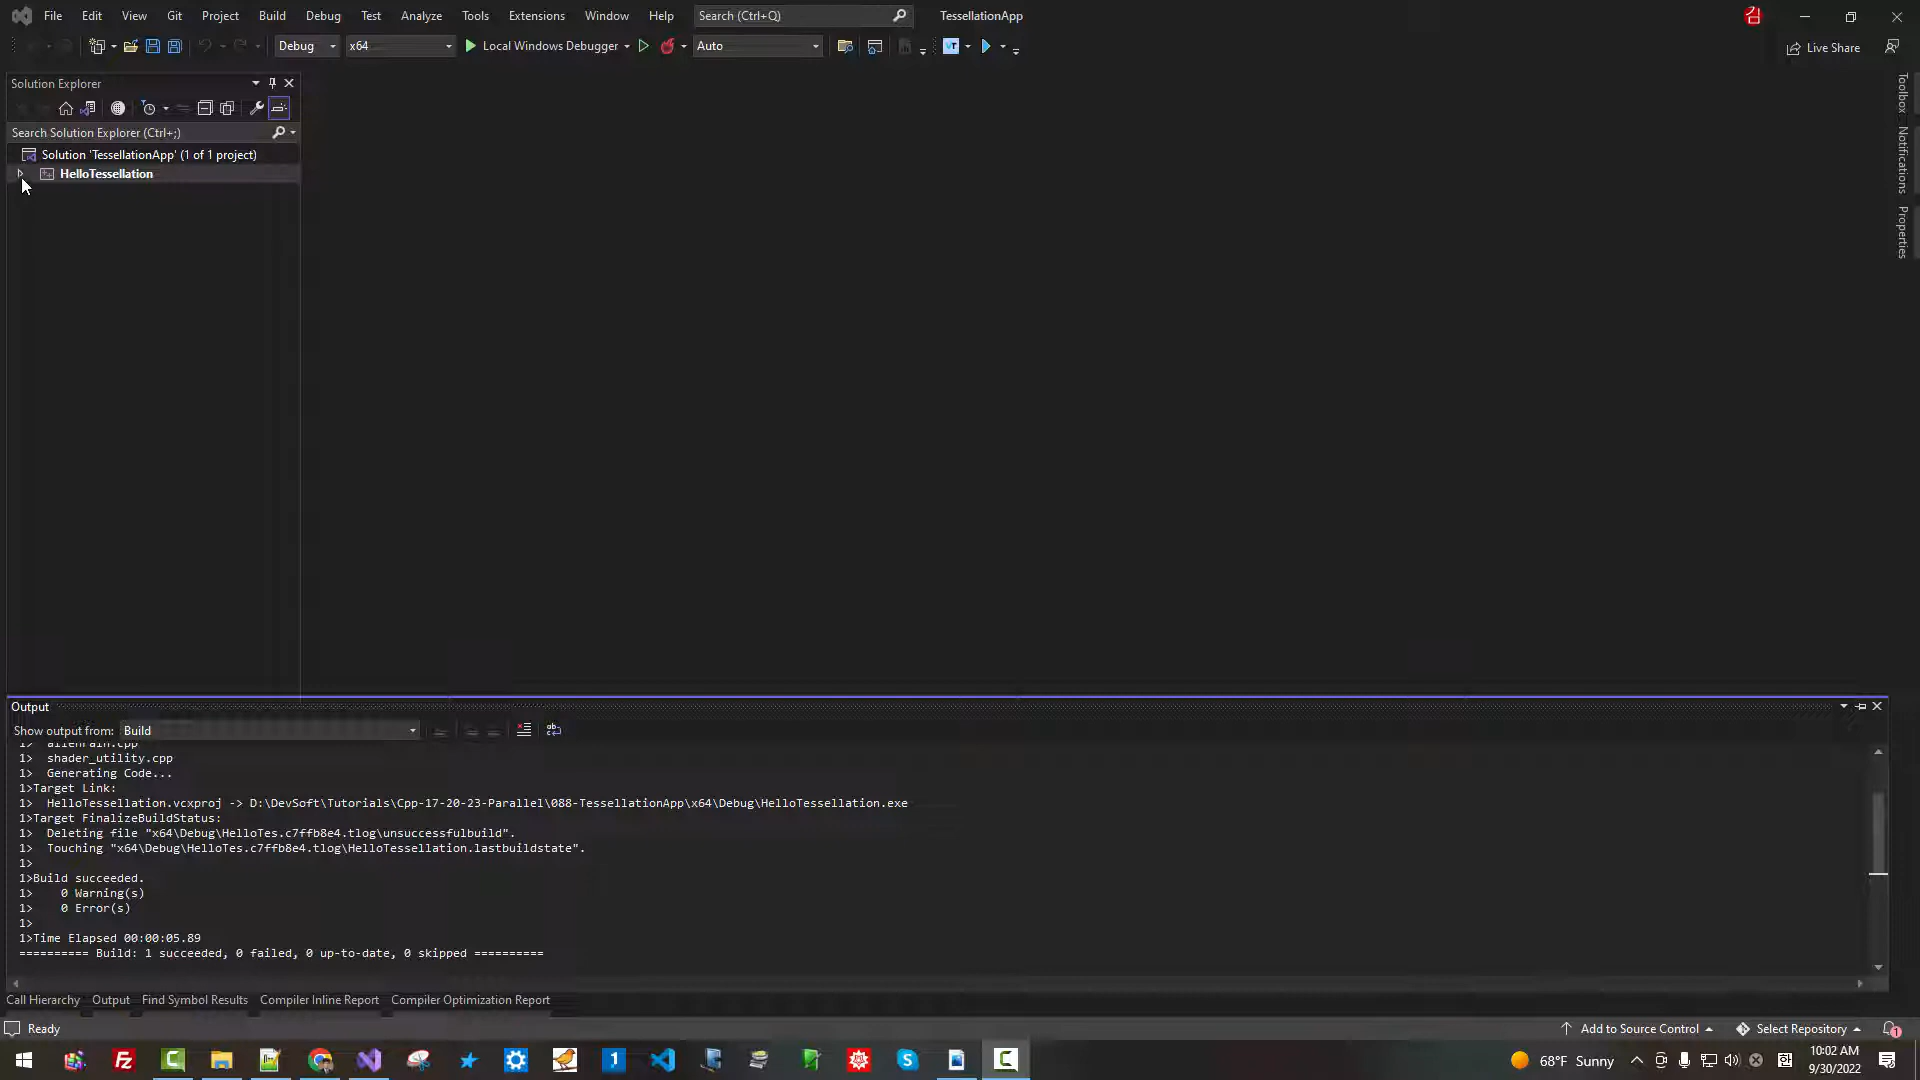 File Edit View Git Project Build Debug Test Analyze Tools Extensions Window Help Search (Ctrl+Q) TessellationApp
Debug x64 Local Windows Debugger Auto Live Share
Solution Explorer
Search Solution Explorer (Ctrl+;)
Solution 'TessellationApp' (1 of 1 project)
HelloTessellation
Toolbox
Notifications
Properties
Output
Show output from: Build
1> alienrain.cpp
1> shader_utility.cpp
1> Generating Code...
1>Target Link:
1> HelloTessellation.vcxproj -> D:\DevSoft\Tutorials\Cpp-17-20-23-Parallel\088-TessellationApp\x64\Debug\HelloTessellation.exe
1>Target FinalizeBuildStatus:
1> Deleting file "x64\Debug\HelloTes.c7ffb8e4.tlog\unsuccessfulbuild".
1> Touching "x64\Debug\HelloTes.c7ffb8e4.tlog\HelloTessellation.lastbuildstate".
1>
1>Build succeeded.
1> 0 Warning(s)
1> 0 Error(s)
1>
1>Time Elapsed 00:00:05.89
========== Build: 1 succeeded, 0 failed, 0 up-to-date, 0 skipped ==========
Call Hierarchy Output Find Symbol Results Compiler Inline Report Compiler Optimization Report
Ready Add to Source Control Select Repository 1
68°F Sunny 10:02 AM
9/30/2022